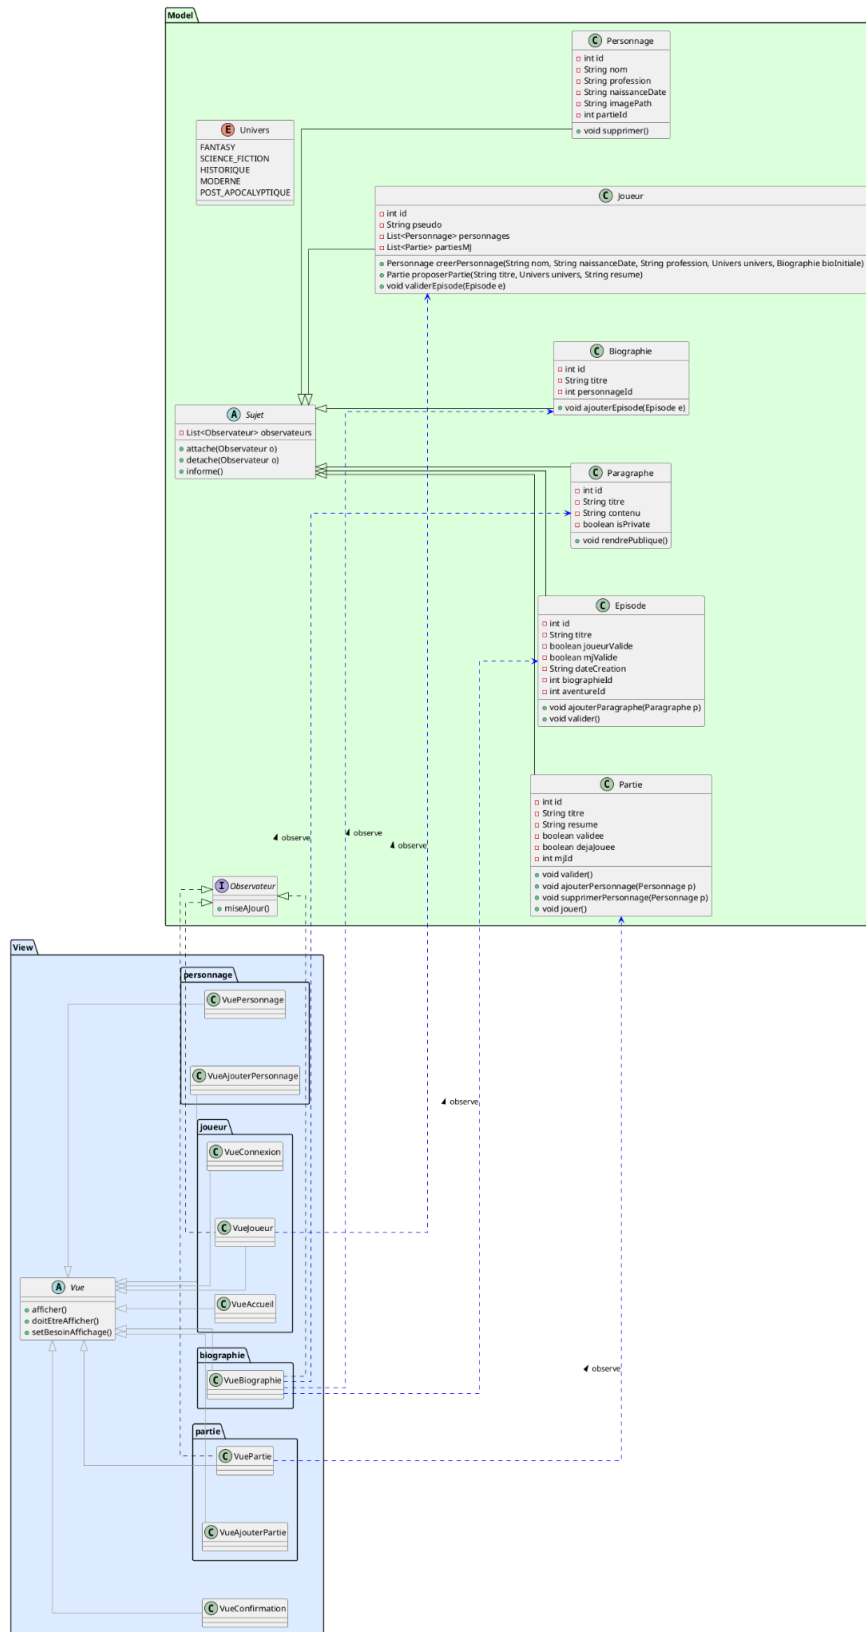 Model
C Personnage
int id
String nom
String profession
String naissanceDate
String imagePath
int partieId
void supprimer()
E Univers
FANTASY
SCIENCE_FICTION
HISTORIQUE
MODERNE
POST_APOCALYPTIQUE
C Joueur
int id
String pseudo
List<Personnage> personnages
List<Partie> partiesMJ
Personnage creerPersonnage(String nom, String naissanceDate, String profession, Univers univers, Biographie bioInitiale)
Partie proposerPartie(String titre, Univers univers, String resume)
void validerEpisode(Episode e)
C Biographie
int id
String titre
int personnageId
void ajouterEpisode(Episode e)
A Sujet
List<Observateur> observateurs
attache(Observateur o)
detache(Observateur o)
informe()
C Paragraphe
int id
String titre
String contenu
boolean isPrivate
void rendrePublique()
C Episode
int id
String titre
boolean joueurValide
boolean mjValide
String dateCreation
int biographieId
int aventureId
void ajouterParagraphe(Paragraphe p)
void valider()
C Partie
int id
String titre
String resume
boolean validee
boolean dejaJouee
int mjId
void valider()
void ajouterPersonnage(Personnage p)
void supprimerPersonnage(Personnage p)
void jouer()
observe
observe
observe
I Observateur
miseAJour()
View
personnage
C VuePersonnage
C VueAjouterPersonnage
observe
joueur
C VueConnexion
C VueJoueur
A Vue
afficher()
doitEtreAfficher()
setBesoinAffichage()
C VueAccueil
biographie
C VueBiographie
observe
partie
C VuePartie
C VueAjouterPartie
C VueConfirmation